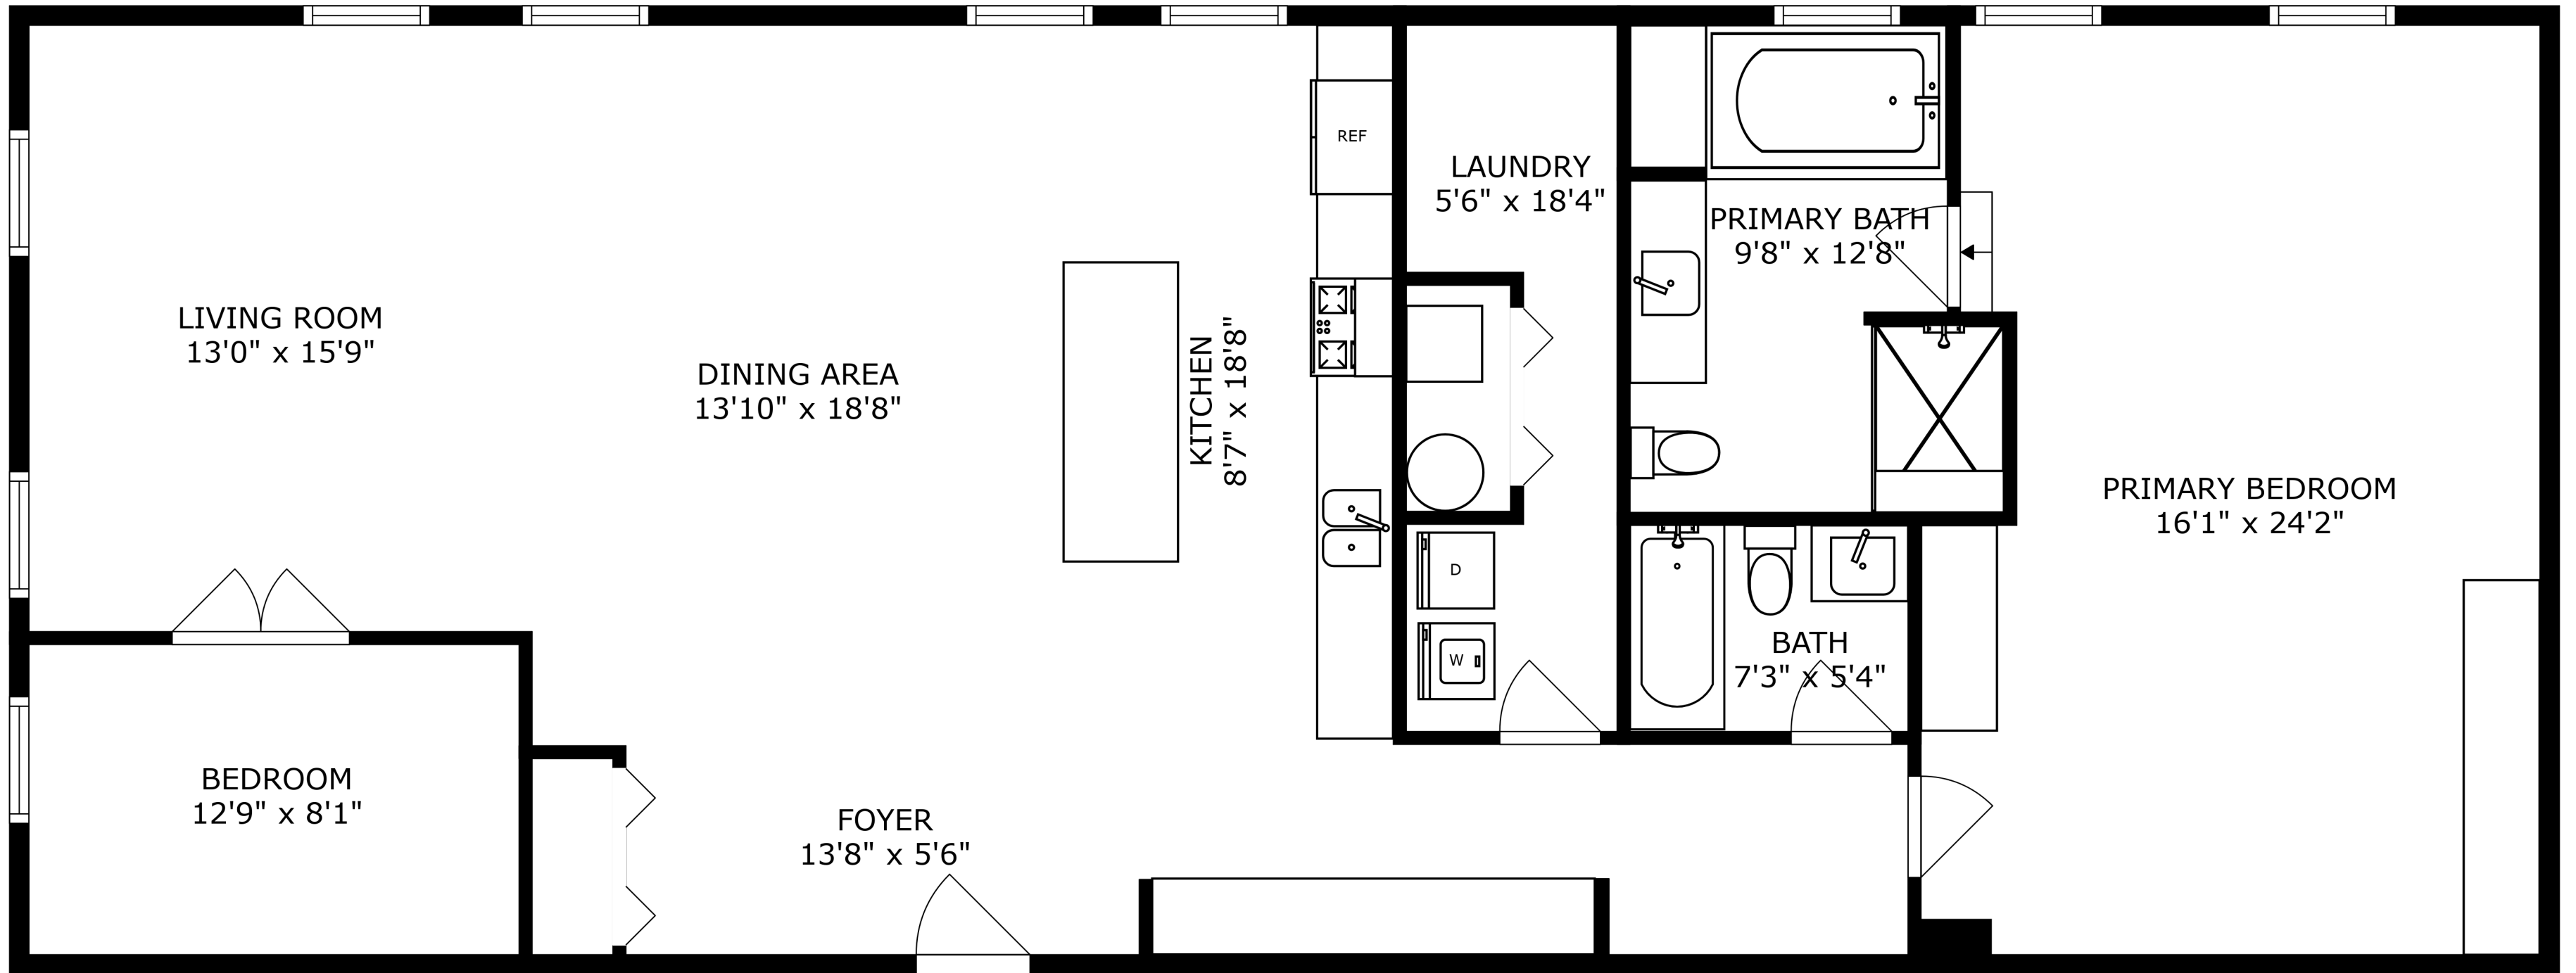 REF
LAUNDRY
5'6" x 18'4"
PRIMARY BATH
9'8" x 12'8"
LIVING ROOM
13'0" x 15'9"
DINING AREA
13'10" x 18'8"
KITCHEN
8'7" x 18'8"
PRIMARY BEDROOM
16'1" x 24'2"
D
W
BATH
7'3" x 5'4"
BEDROOM
12'9" x 8'1"
FOYER
13'8" x 5'6"